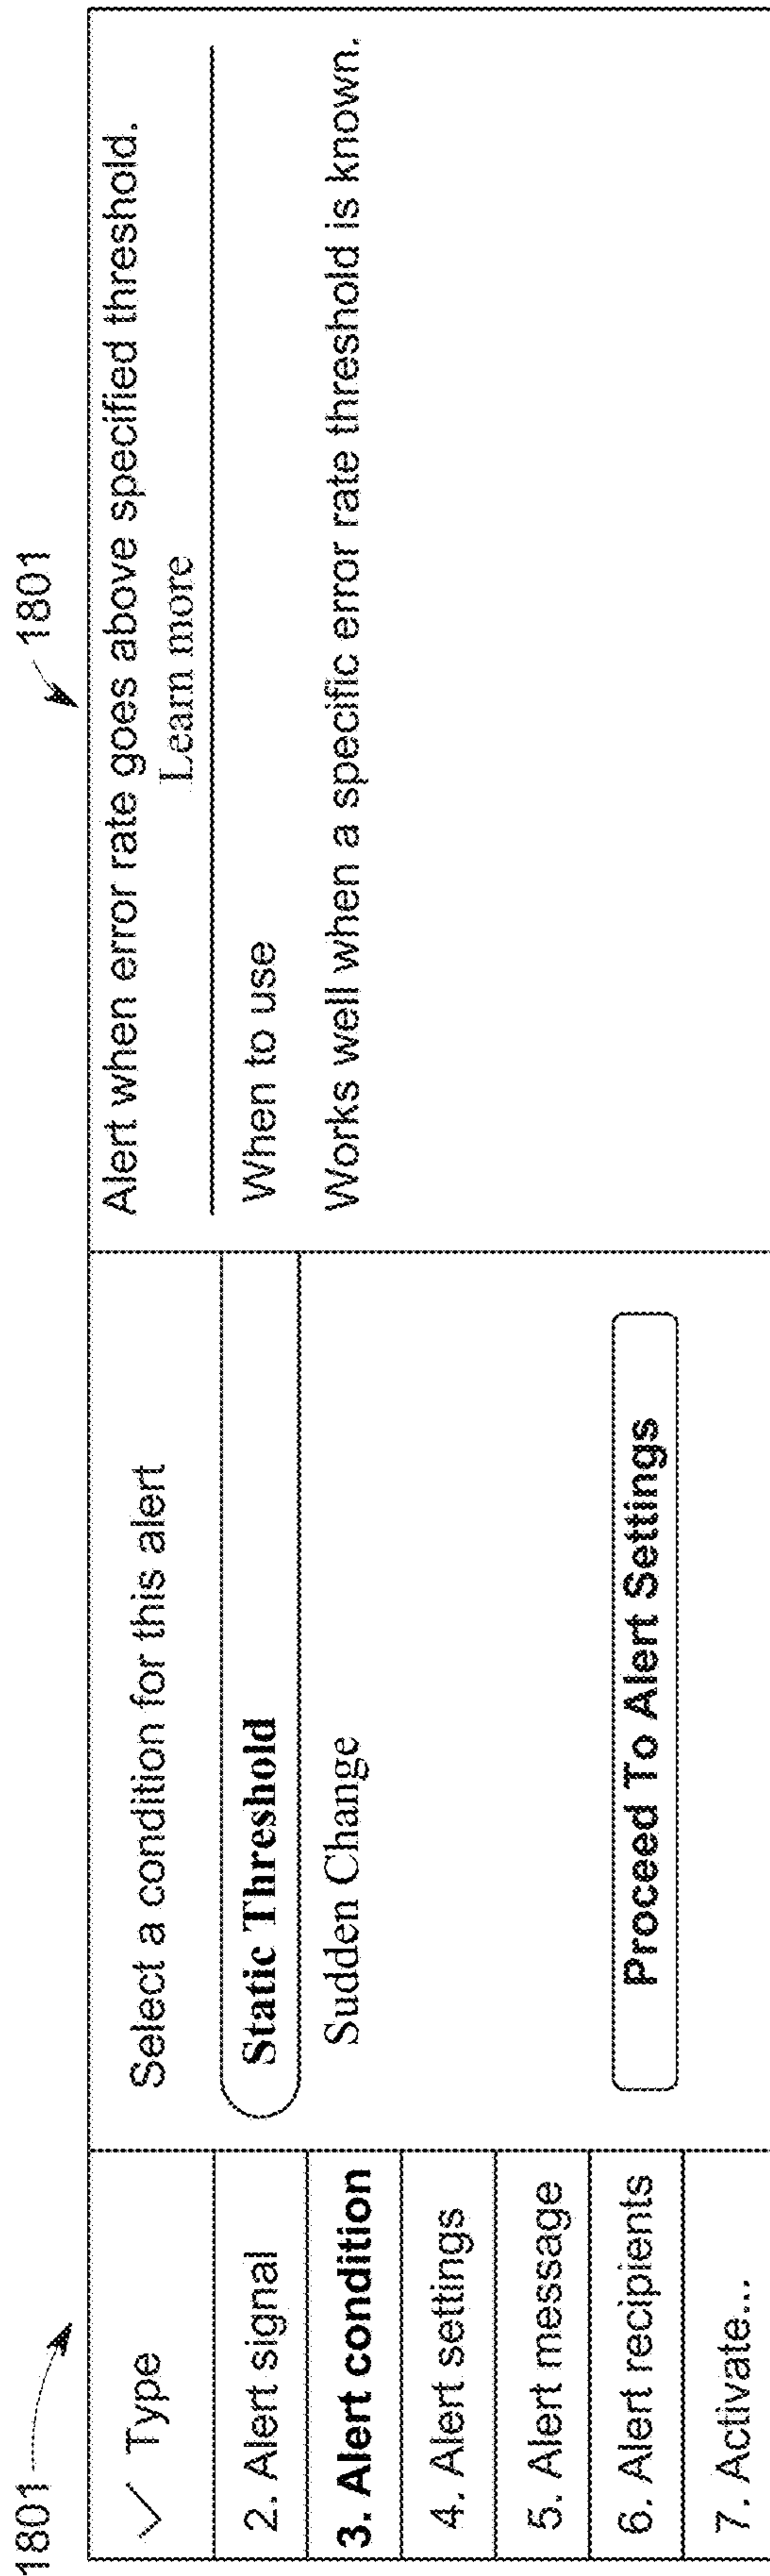 1801
1801
✓ Type
2. Alert signal
3. Alert condition
4. Alert settings
5. Alert message
6. Alert recipients
7. Activate...
Select a condition for this alert
Static Threshold
Sudden Change
Proceed To Alert Settings
Alert when error rate goes above specified threshold.
Learn more
When to use
Works well when a specific error rate threshold is known.